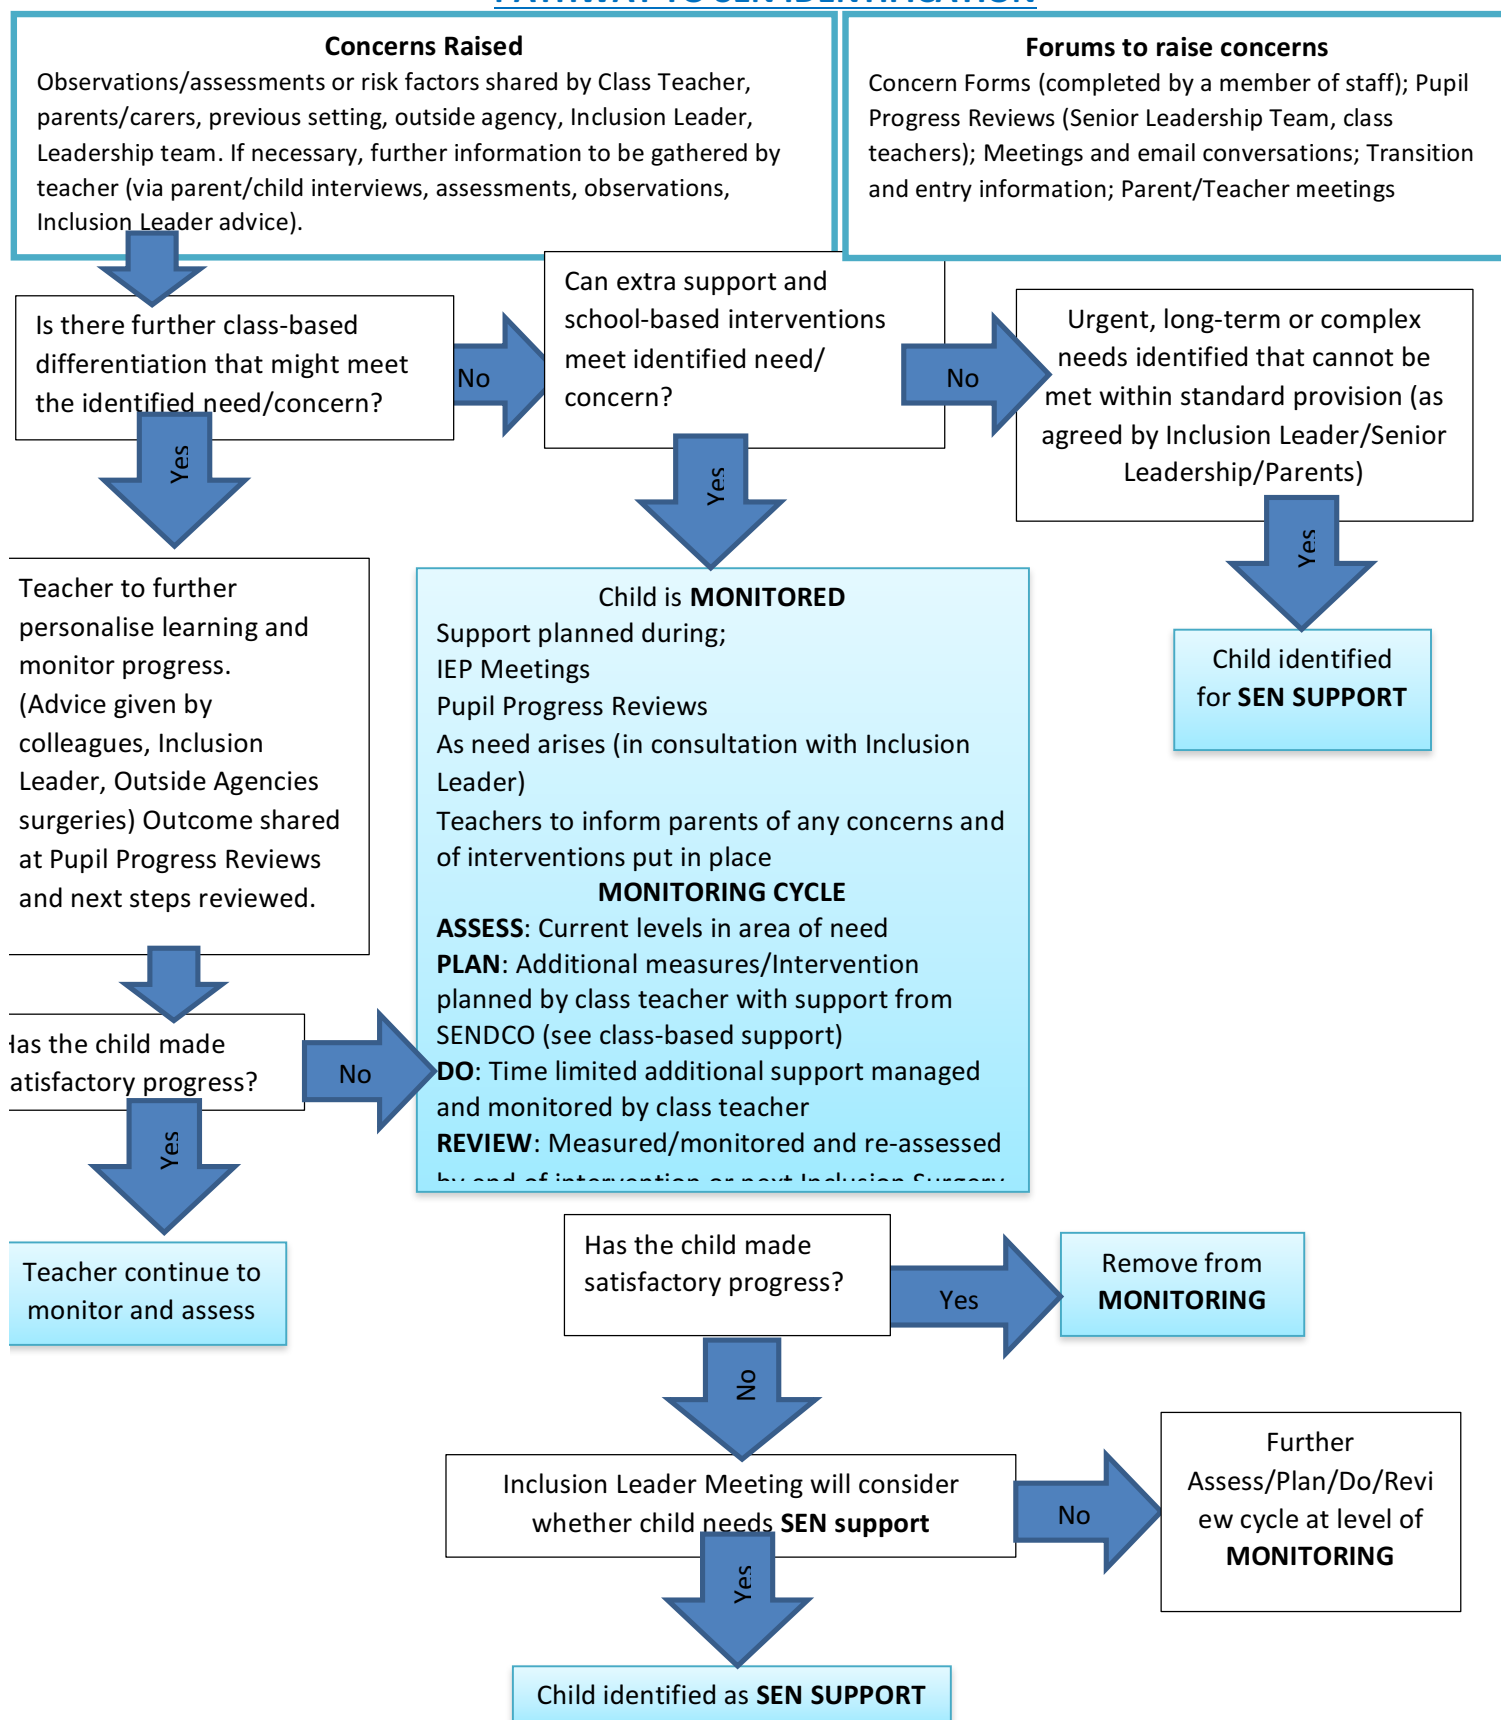 PATHWAY TO SEN IDENTIFICATION
Concerns Raised
Observations/assessments or risk factors shared by Class Teacher,
parents/carers, previous setting, outside agency, Inclusion Leader,
Leadership team. If necessary, further information to be gathered by
teacher (via parent/child interviews, assessments, observations,
Inclusion Leader advice).
Forums to raise concerns
Concern Forms (completed by a member of staff); Pupil
Progress Reviews (Senior Leadership Team, class
teachers); Meetings and email conversations; Transition
and entry information; Parent/Teacher meetings
Is there further class-based
differentiation that might meet
the identified need/concern?
No
Can extra support and
school-based interventions
meet identified need/
concern?
No
Urgent, long-term or complex
needs identified that cannot be
met within standard provision (as
agreed by Inclusion Leader/Senior
Leadership/Parents)
Yes
Yes
Yes
Teacher to further
personalise learning and
monitor progress.
(Advice given by
colleagues, Inclusion
Leader, Outside Agencies
surgeries) Outcome shared
at Pupil Progress Reviews
and next steps reviewed.
Child is MONITORED
Support planned during;
IEP Meetings
Pupil Progress Reviews
As need arises (in consultation with Inclusion
Leader)
Teachers to inform parents of any concerns and
of interventions put in place
MONITORING CYCLE
ASSESS: Current levels in area of need
PLAN: Additional measures/Intervention
planned by class teacher with support from
SENDCO (see class-based support)
DO: Time limited additional support managed
and monitored by class teacher
REVIEW: Measured/monitored and re-assessed
by end of intervention or next Inclusion Surgery
Child identified
for SEN SUPPORT
Has the child made
satisfactory progress?
No
Yes
Teacher continue to
monitor and assess
Has the child made
satisfactory progress?
Yes
Remove from
MONITORING
No
Inclusion Leader Meeting will consider
whether child needs SEN support
No
Further
Assess/Plan/Do/Revi
ew cycle at level of
MONITORING
Yes
Child identified as SEN SUPPORT